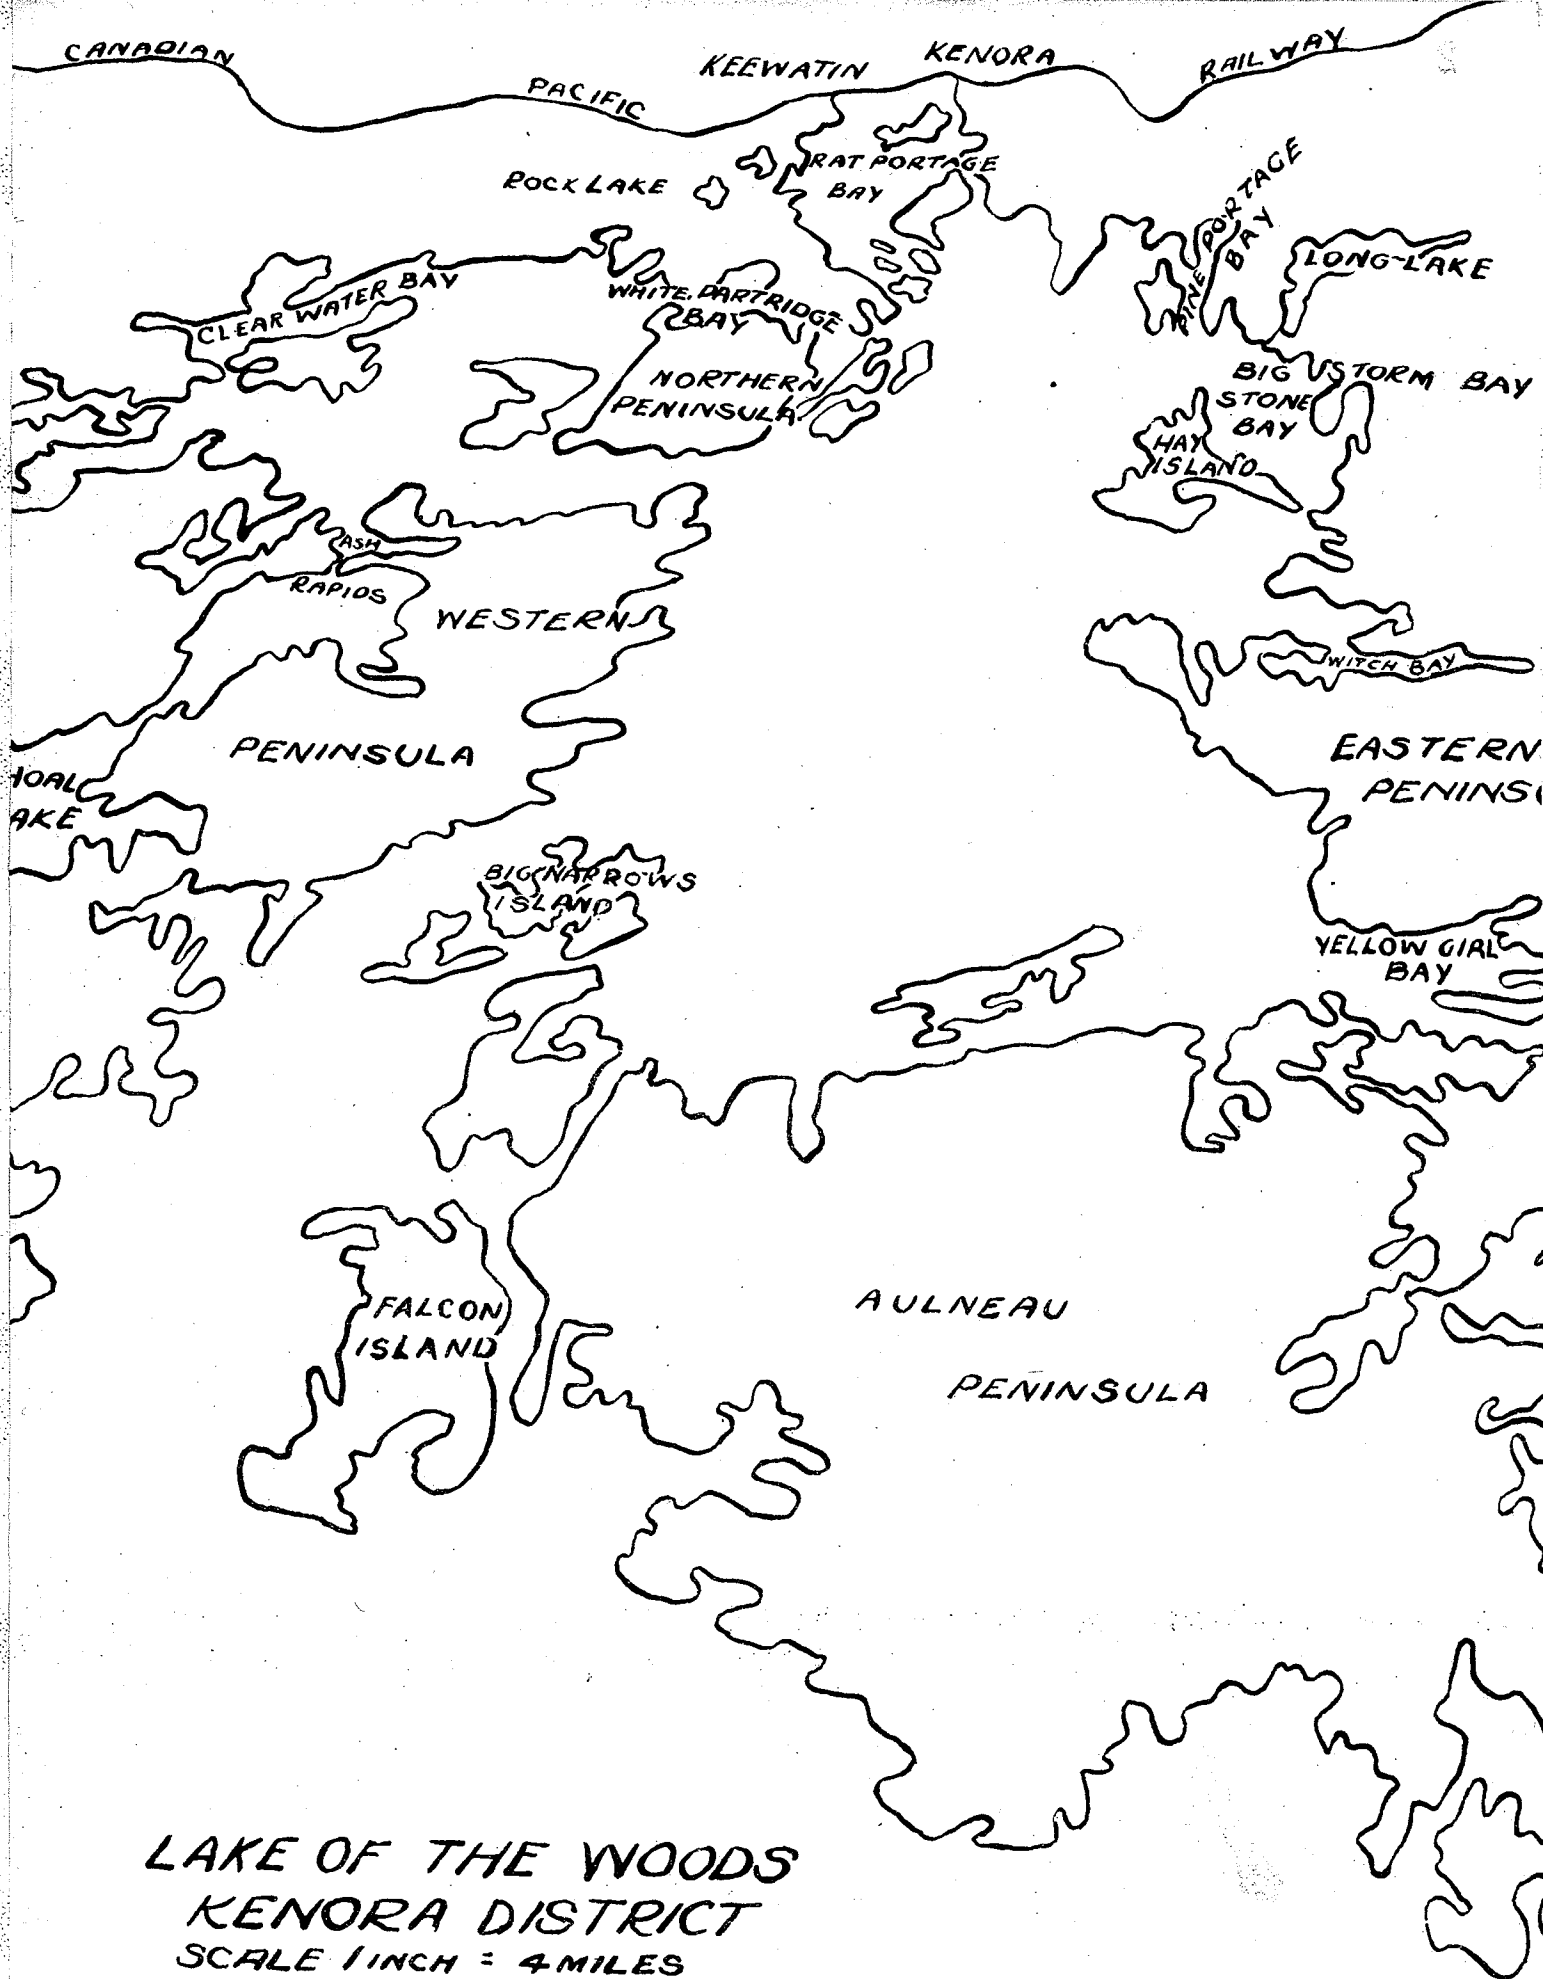 CANADIAN PACIFIC RAILWAY
KEEWATIN
KENORA
ROCK LAKE
RAT PORTAGE
BAY
PINE PORTAGE
BAY
LONG-LAKE
CLEAR WATER BAY
WHITE PARTRIDGE
BAY
NORTHERN
PENINSULA
BIG STORM BAY
STONE
BAY
HAY
ISLAND
ASH
RAPIDS
WESTERN
PENINSULA
WITCH BAY
EASTERN
PENINSU
HOAL
AKE
BIG NARROWS
ISLAND
YELLOW GIRL
BAY
FALCON
ISLAND
AULNEAU
PENINSULA
LAKE OF THE WOODS
KENORA DISTRICT
SCALE 1 INCH = 4 MILES